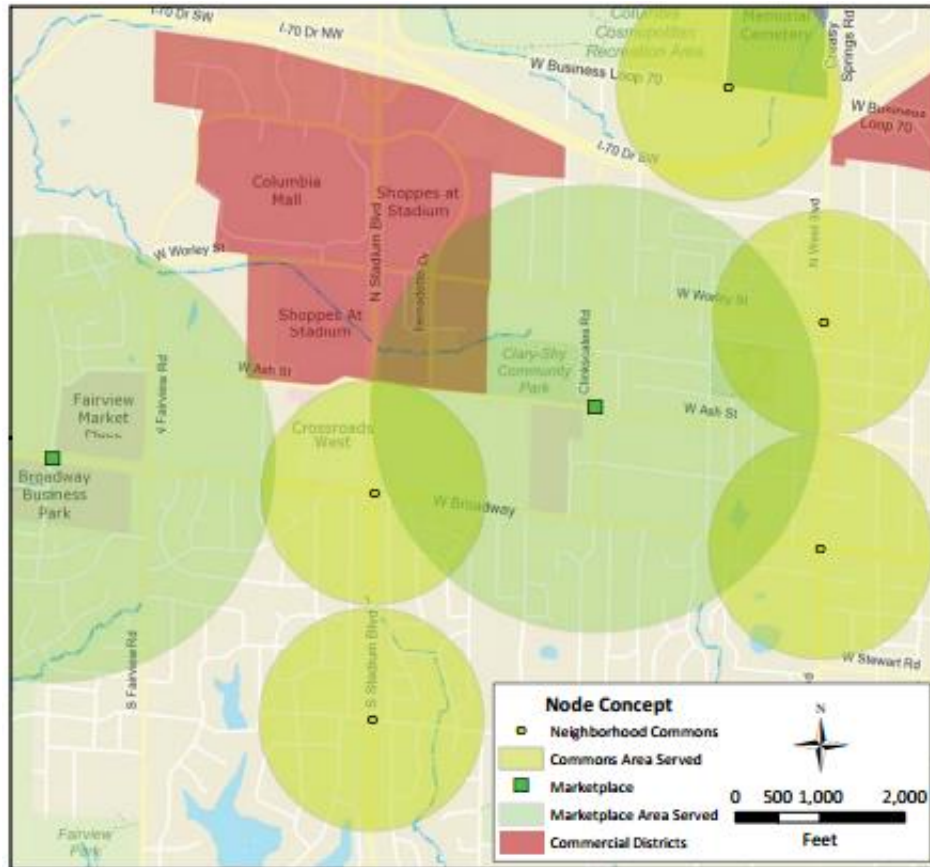 I-70 Dr SW
I-70 Dr NW
Columbia
Cosmopolitan
Recreation Area
Memorial
Cemetery
Creasy
Springs Rd
W Business Loop 70
W Business
Loop 70
I-70 Dr SW
Columbia
Mall
Shoppes at
Stadium
N Stadium Blvd
N West Blvd
W Worley St
Bernadette Dr
W Worley St
Shoppes At
Stadium
Clary-Shy
Community
Park
Clinkscales Rd
W Ash St
N Fairview Rd
W Ash St
Fairview
Market
Crossroads
West
Broadway
Business
Park
W Broadway
S Fairview Rd
S Stadium Blvd
W Stewart Rd
Fairview
Park
Node Concept
Neighborhood Commons
Commons Area Served
Marketplace
Marketplace Area Served
Commercial Districts
N
0 500 1,000 2,000
Feet